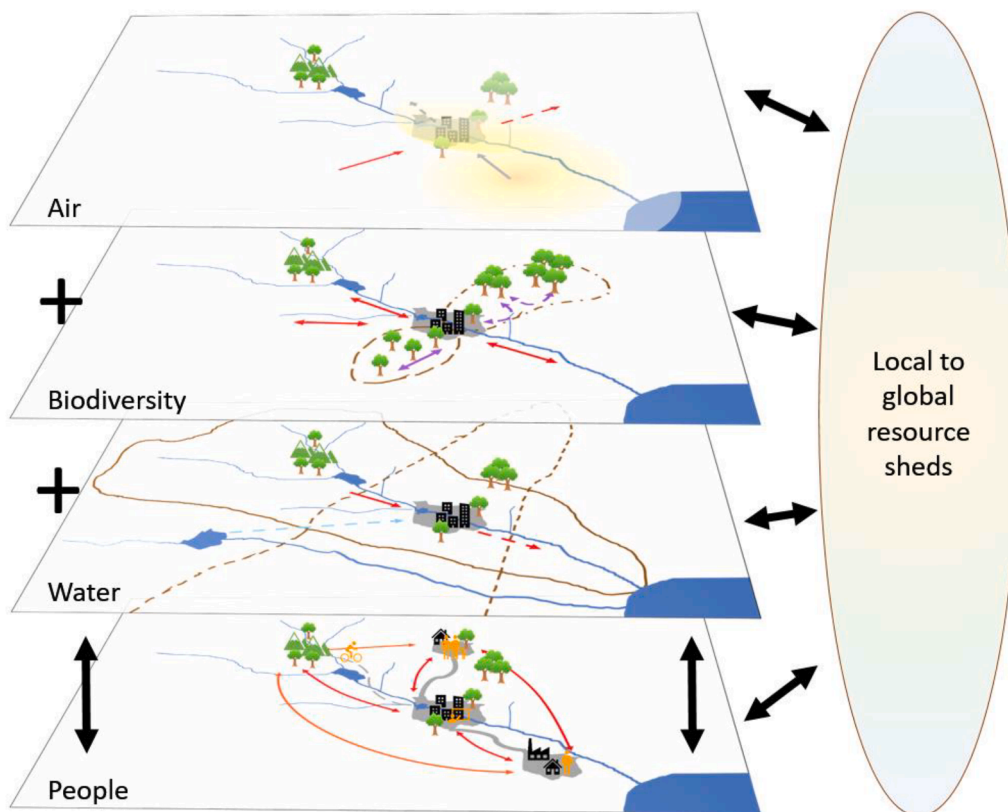 Air
Biodiversity
Water
People
Local to
global
resource
sheds